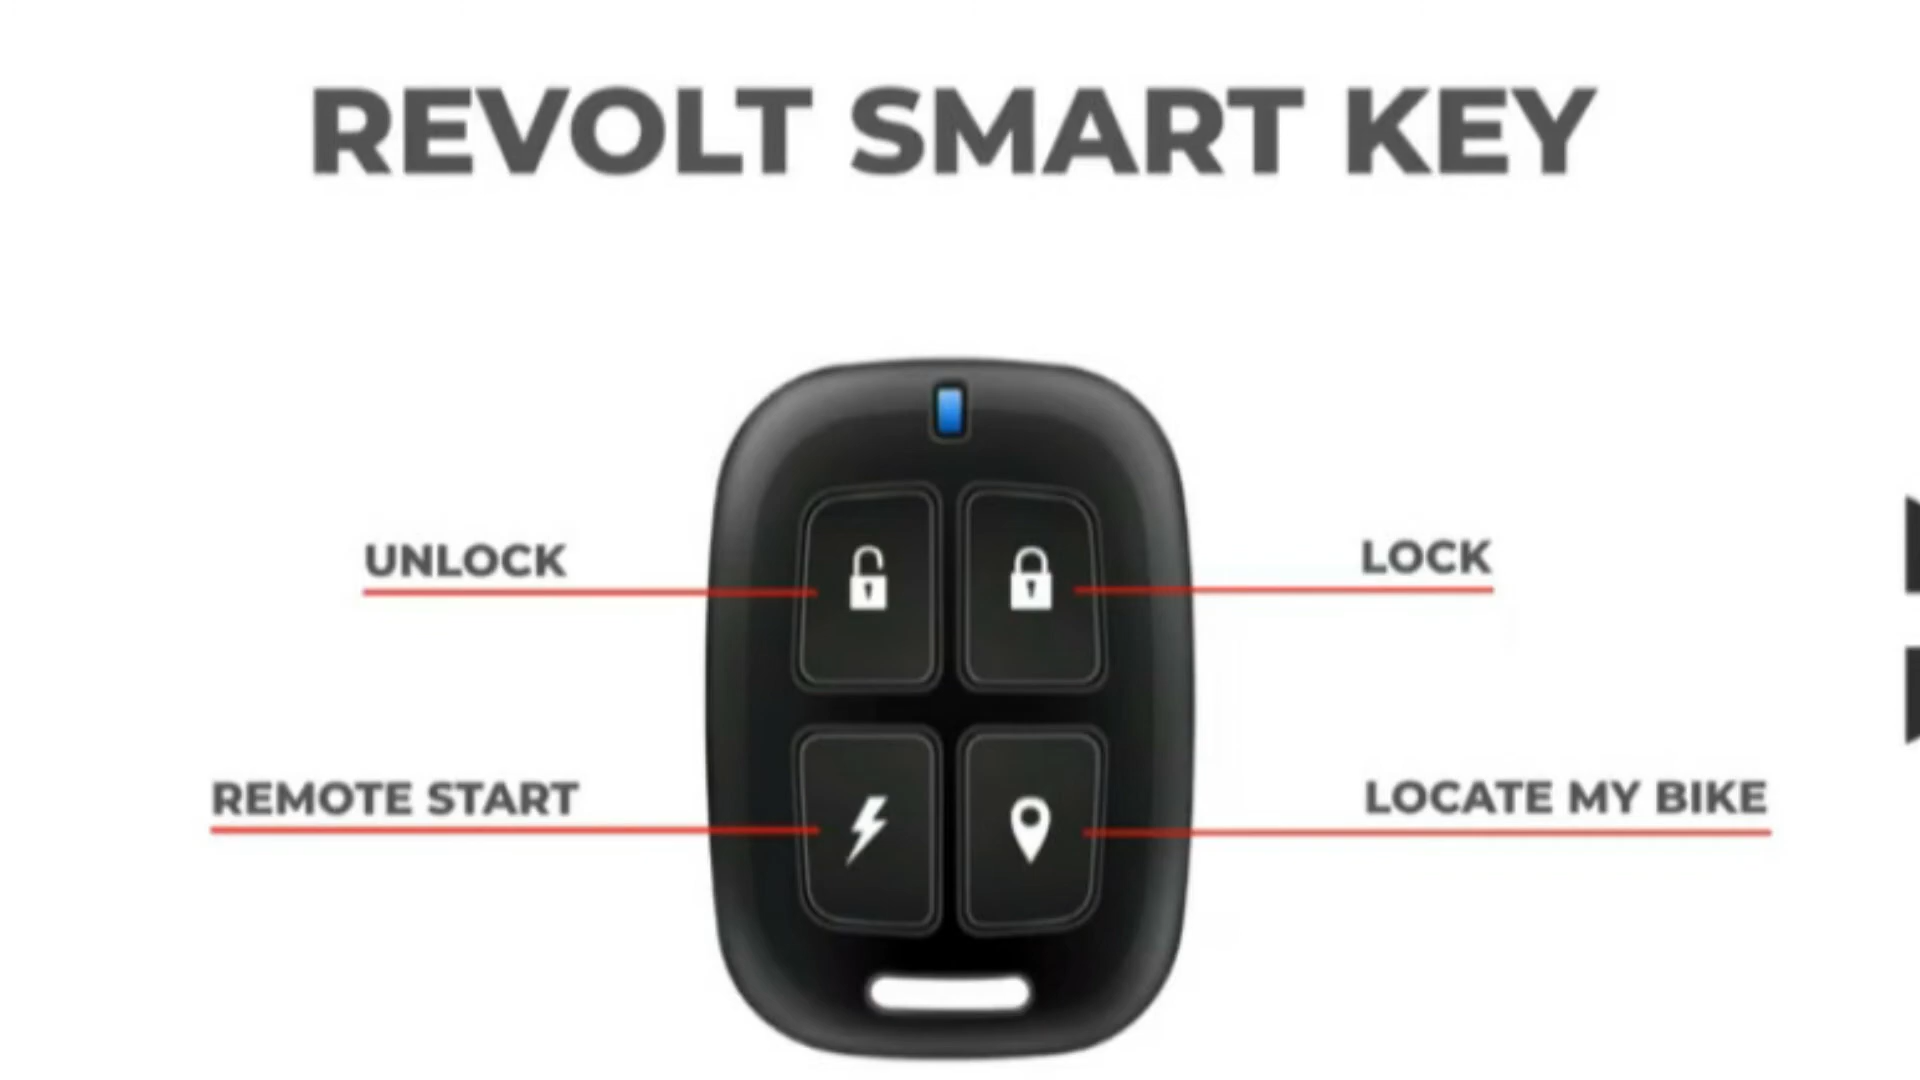 REVOLT SMART KEY
UNLOCK
LOCK
REMOTE START
LOCATE MY BIKE